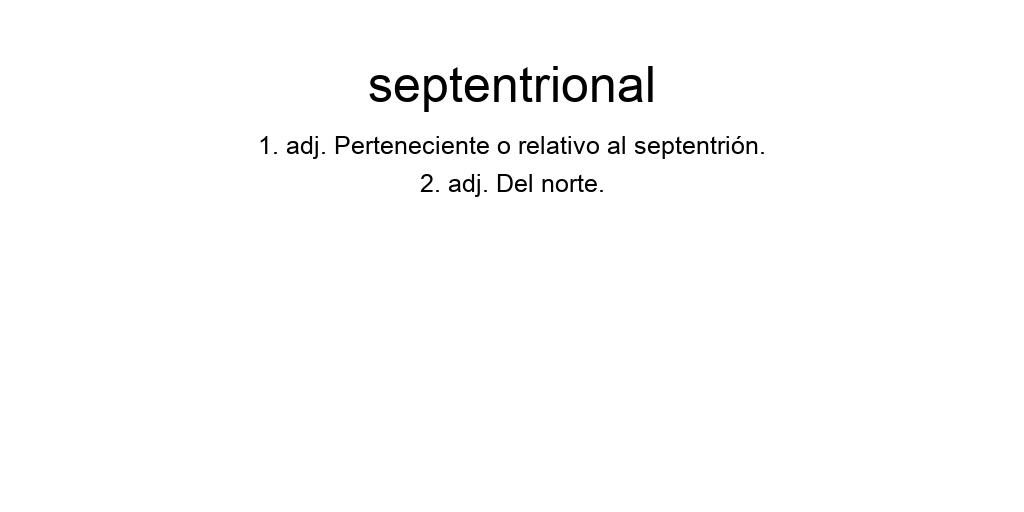 septentrional
1. adj. Perteneciente o relativo al septentrión.
2. adj. Del norte.